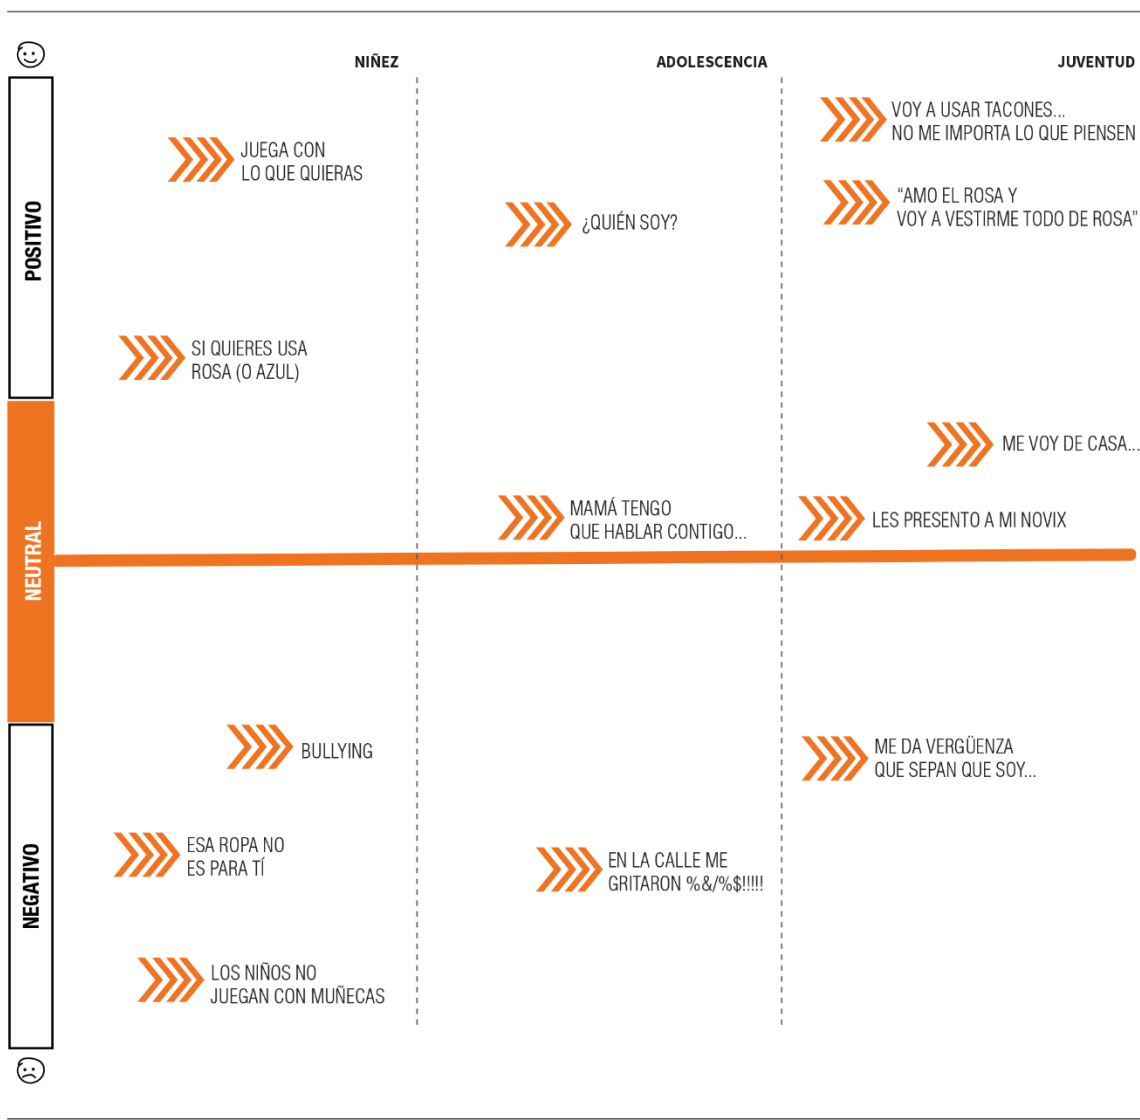 NIÑEZ
ADOLESCENCIA
JUVENTUD
POSITIVO
NEUTRAL
NEGATIVO
JUEGA CON
LO QUE QUIERAS
SI QUIERES USA
ROSA (O AZUL)
BULLYING
ESA ROPA NO
ES PARA TÍ
LOS NIÑOS NO
JUEGAN CON MUÑECAS
¿QUIÉN SOY?
MAMÁ TENGO
QUE HABLAR CONTIGO...
EN LA CALLE ME
GRITARON %&/%$!!!!!
VOY A USAR TACONES...
NO ME IMPORTA LO QUE PIENSEN
“AMO EL ROSA Y
VOY A VESTIRME TODO DE ROSA”
ME VOY DE CASA...
LES PRESENTO A MI NOVIX
ME DA VERGÜENZA
QUE SEPAN QUE SOY...